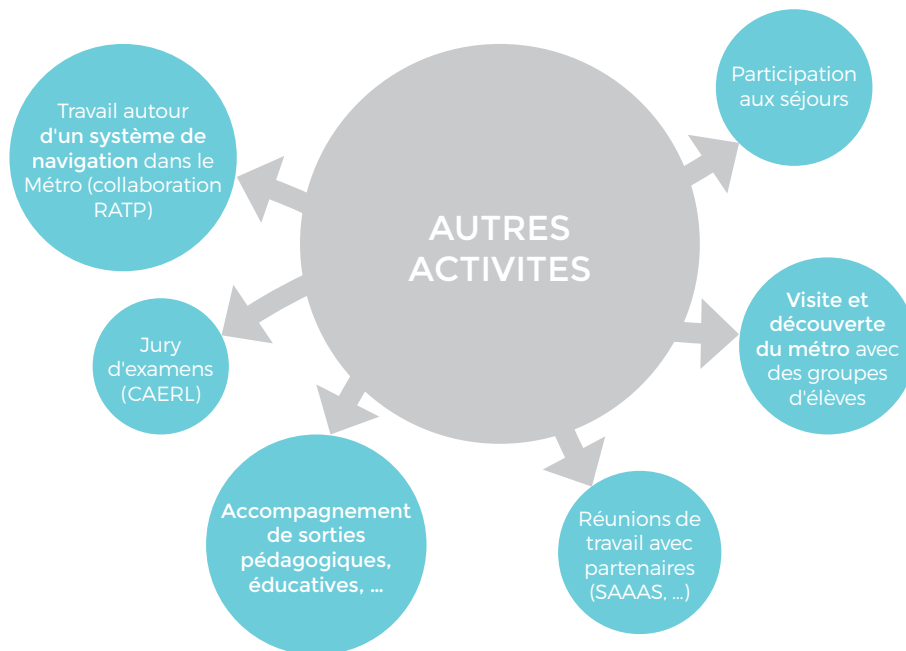 AUTRES
ACTIVITES
Travail autour
d'un système de
navigation dans le
Métro (collaboration
RATP)
Participation
aux séjours
Jury
d'examens
(CAERL)
Visite et
découverte
du métro avec
des groupes
d'élèves
Accompagnement
de sorties
pédagogiques,
éducatives, ...
Réunions de
travail avec
partenaires
(SAAAS, ...)